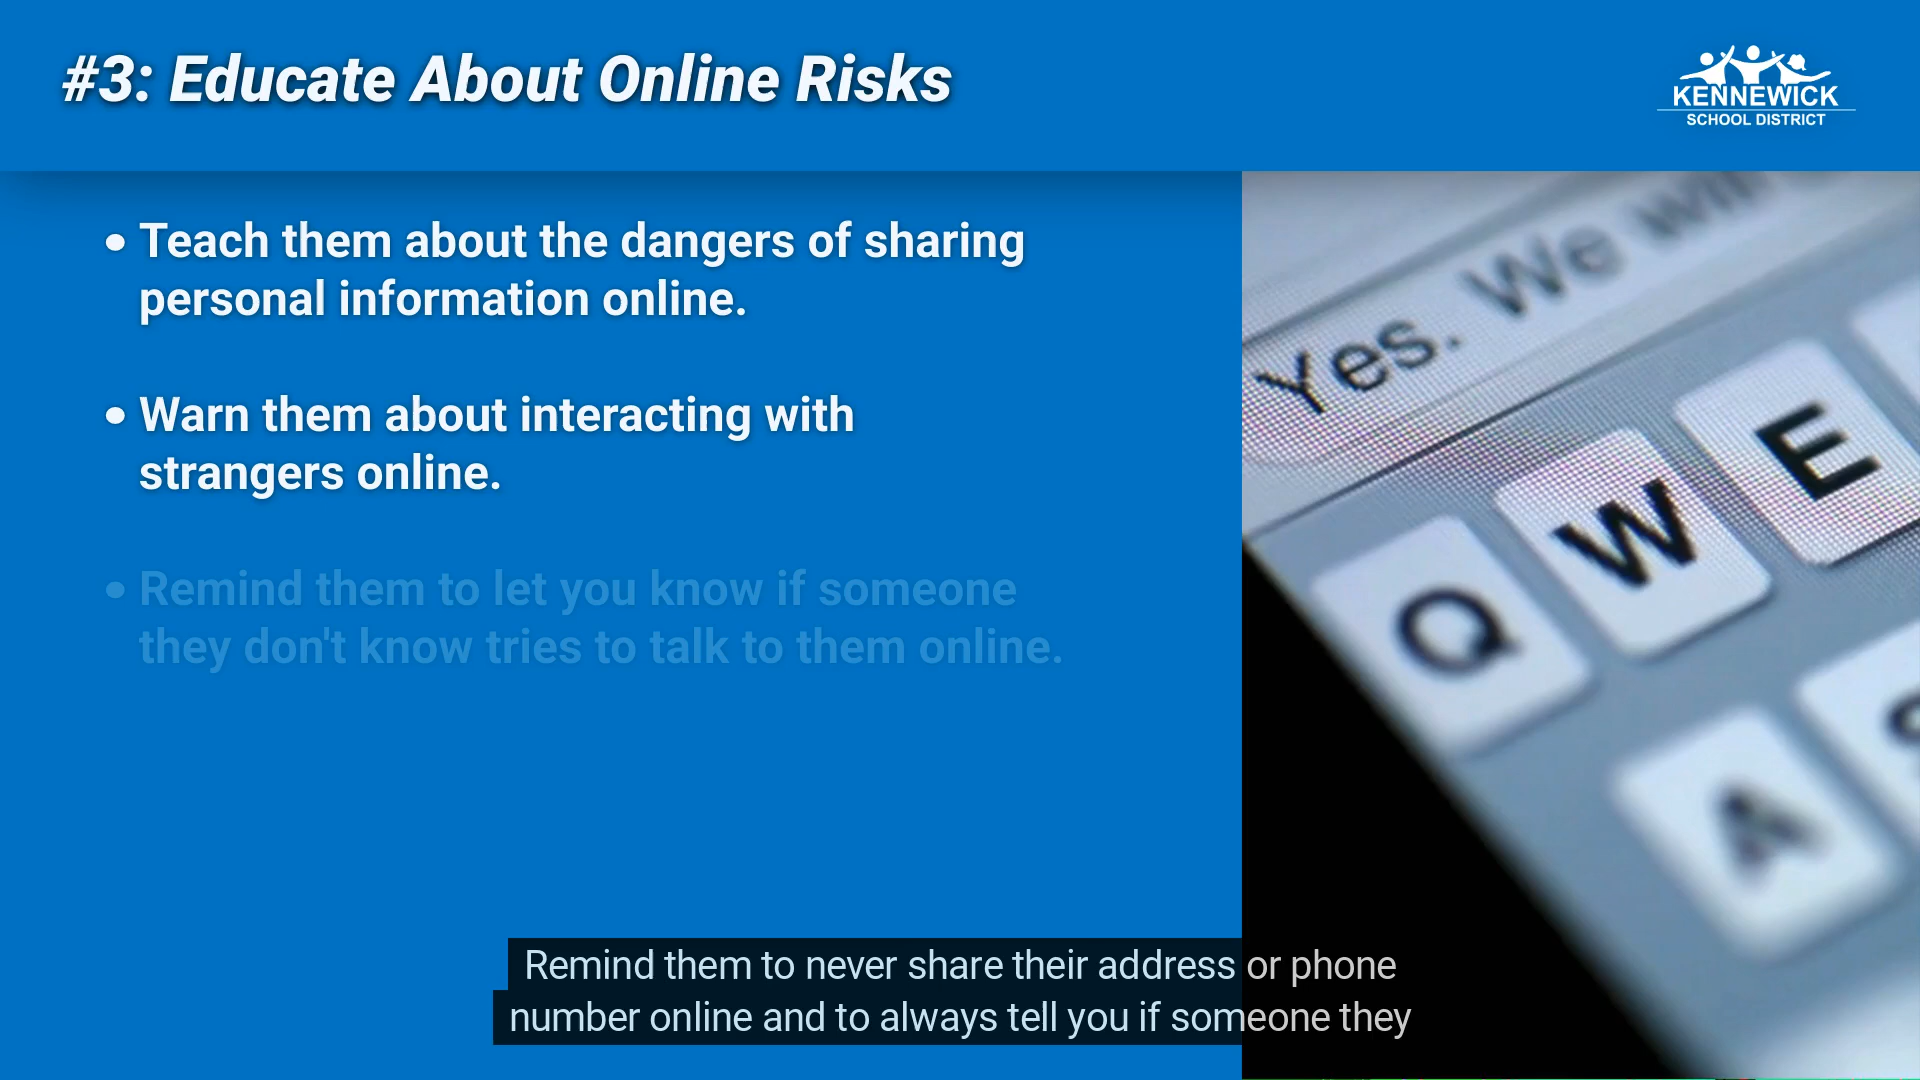 #3: Educate About Online Risks
KENNEWICK
SCHOOL DISTRICT
• Teach them about the dangers of sharing
personal information online.
• Warn them about interacting with
strangers online.
• Remind them to let you know if someone
they don't know tries to talk to them online.
Yes. We will
Q W E
A S
Remind them to never share their address or phone
number online and to always tell you if someone they